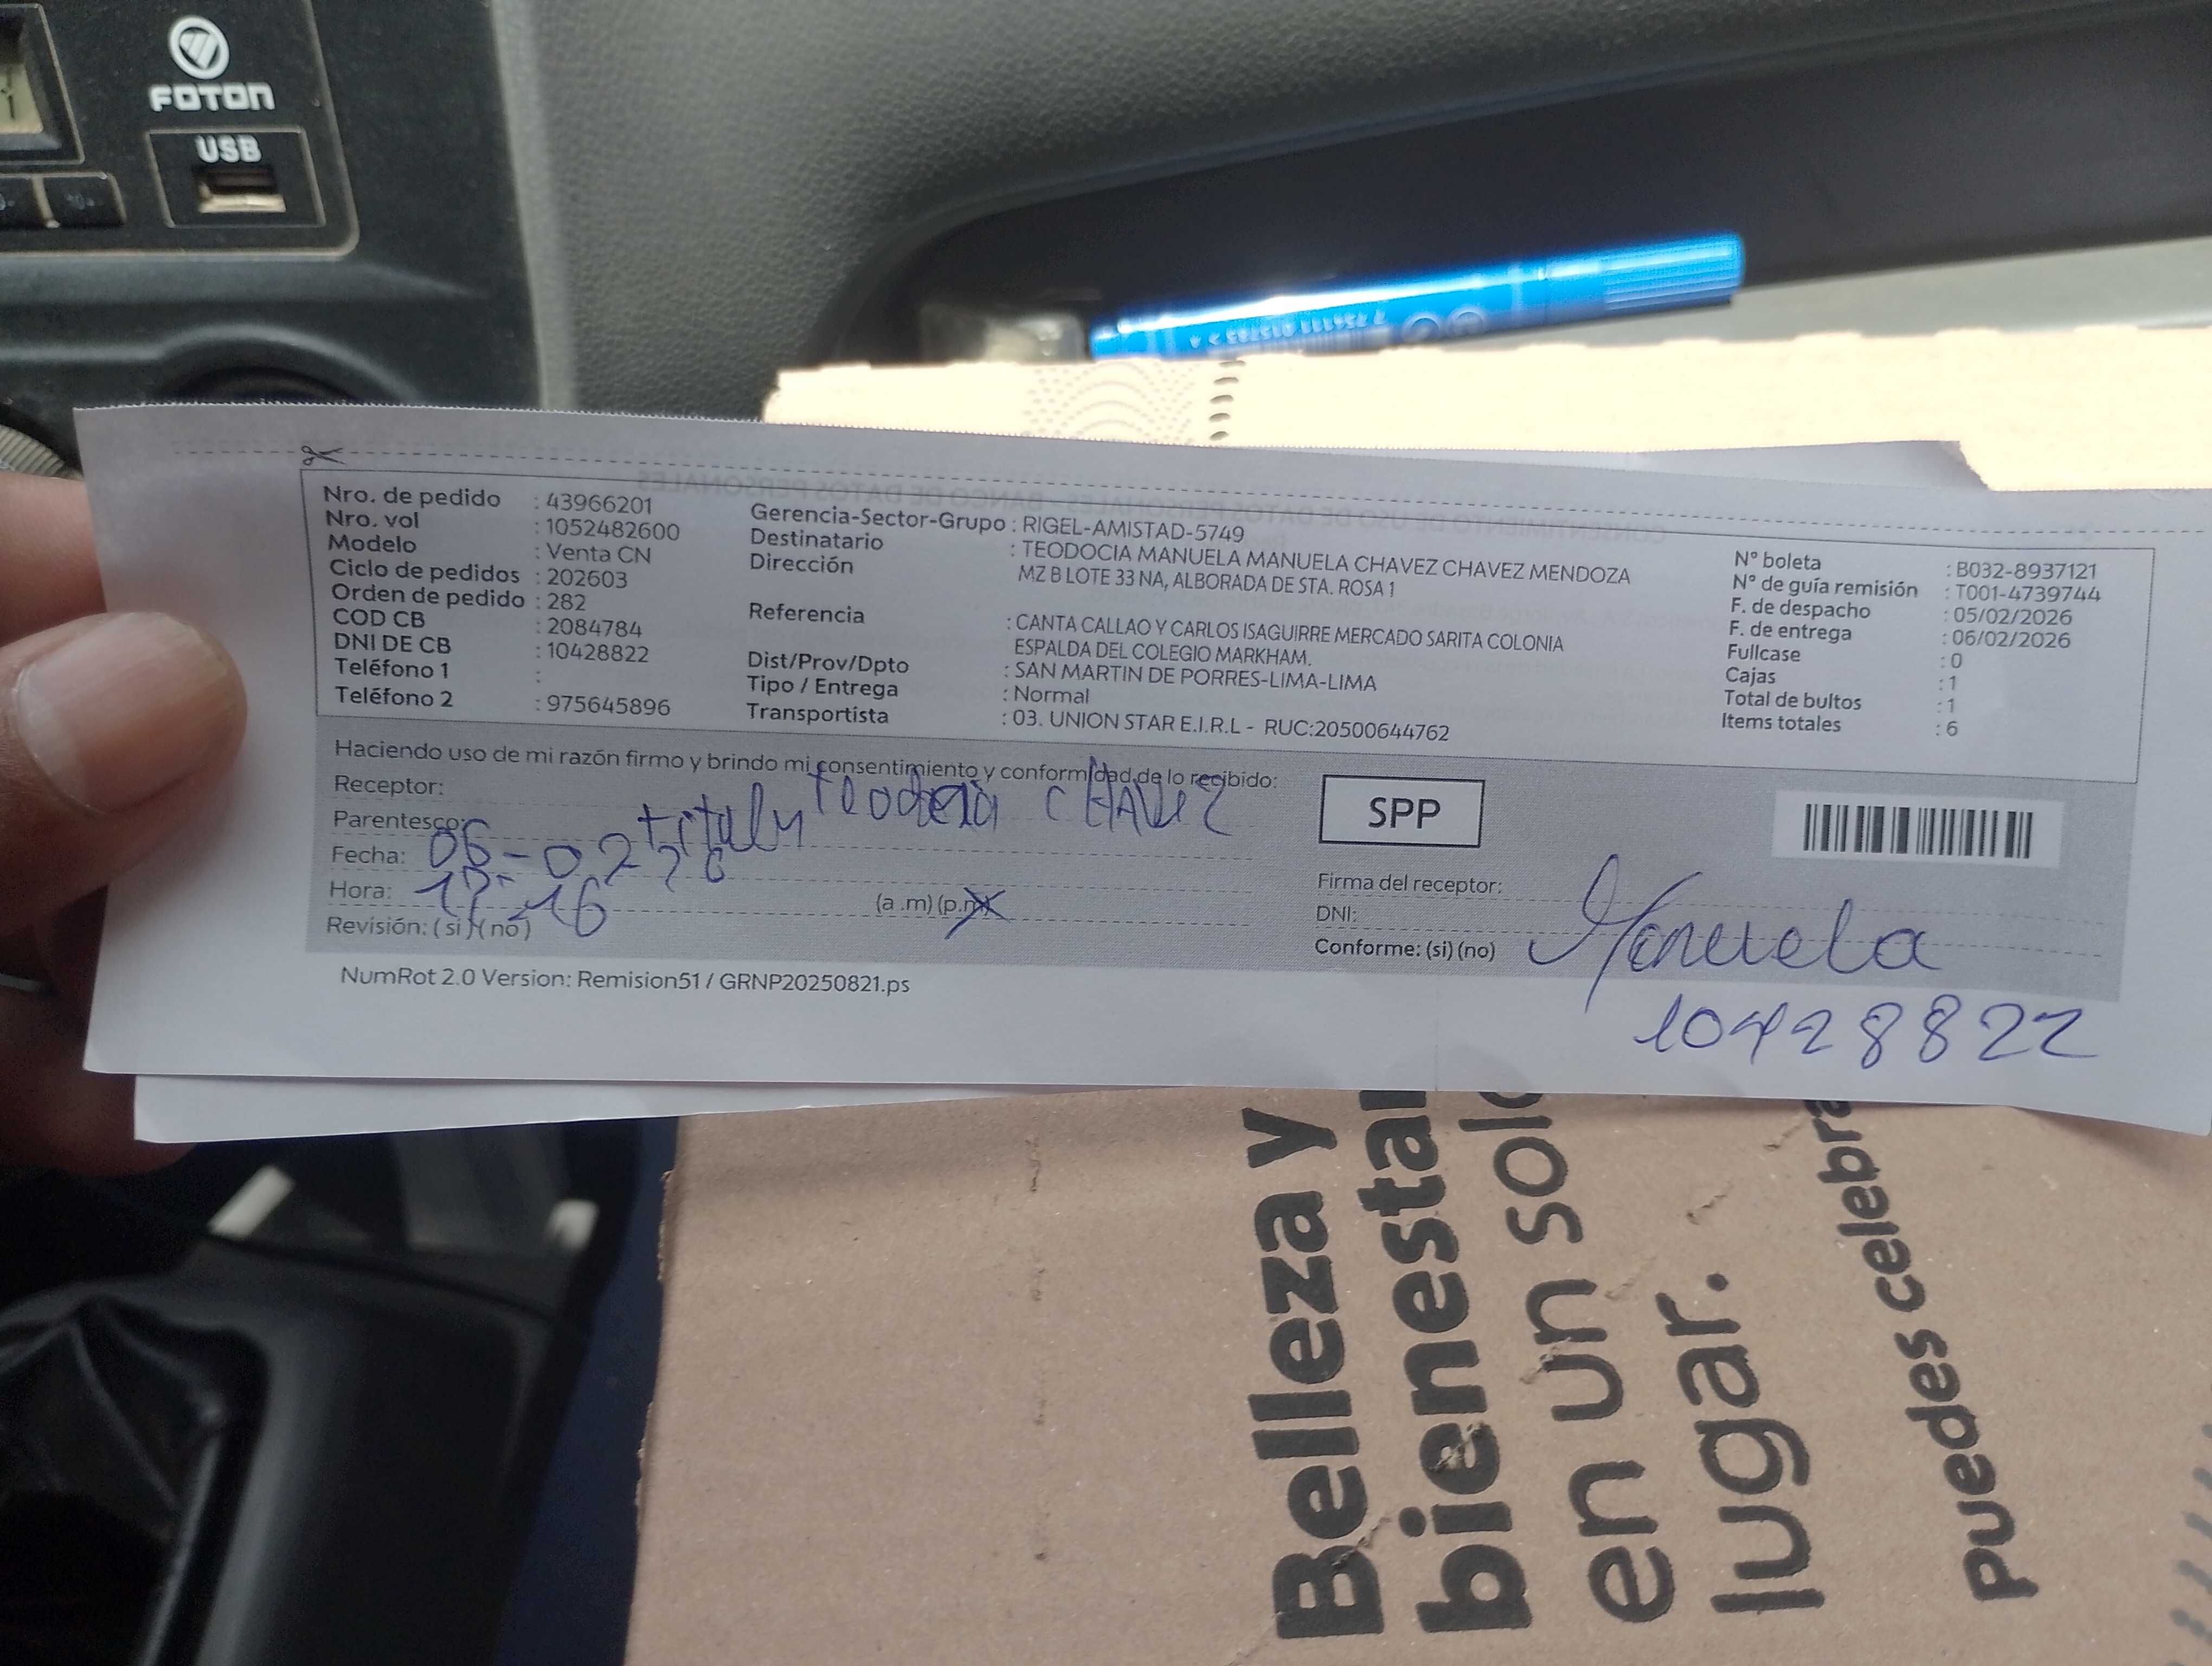 FOTON
USB
Nro. de pedido : 43966201
Nro. vol : 1052482600
Modelo : Venta CN
Ciclo de pedidos : 202603
Orden de pedido : 282
COD CB : 2084784
DNI DE CB : 10428822
Teléfono 1 :
Teléfono 2 : 975645896
Gerencia-Sector-Grupo : RIGEL-AMISTAD-5749
Destinatario : TEODOCIA MANUELA MANUELA CHAVEZ CHAVEZ MENDOZA
Dirección MZ B LOTE 33 NA, ALBORADA DE STA. ROSA 1
Referencia : CANTA CALLAO Y CARLOS ISAGUIRRE MERCADO SARITA COLONIA
ESPALDA DEL COLEGIO MARKHAM.
Dist/Prov/Dpto : SAN MARTIN DE PORRES-LIMA-LIMA
Tipo / Entrega : Normal
Transportista : 03. UNION STAR E.I.R.L - RUC:20500644762
N° boleta : B032-8937121
N° de guía remisión : T001-4739744
F. de despacho : 05/02/2026
F. de entrega : 06/02/2026
Fullcase : 0
Cajas : 1
Total de bultos : 1
Items totales : 6
Haciendo uso de mi razón firmo y brindo mi consentimiento y conformidad de lo recibido:
Receptor: CHAVEZ
Parentesco:
Fecha: 06-02 26
Hora: (a.m) (p.m)
Revisión: (si) (no)
SPP
Firma del receptor: Manuela
DNI: 10428822
Conforme: (si) (no)
NumRot 2.0 Version: Remision51 / GRNP20250821.ps
Belleza y
bienestar
en un solo
lugar.
puedes celebra